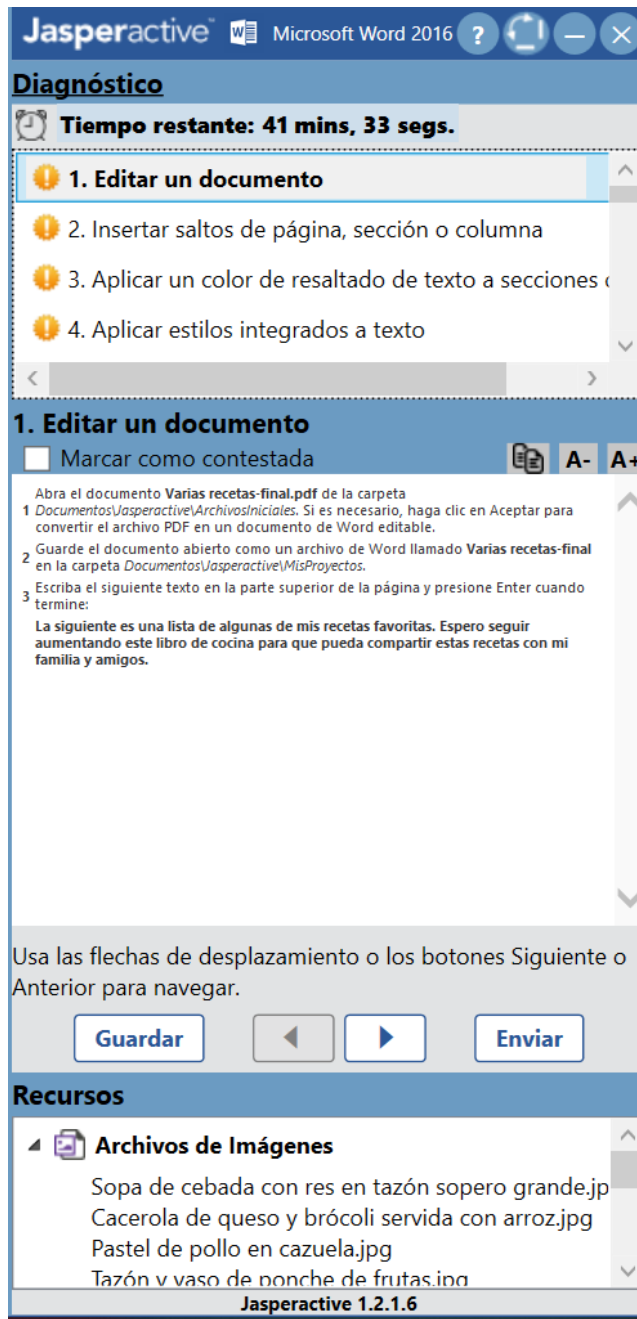 Jasperactive™ Microsoft Word 2016 ?
Diagnóstico
Tiempo restante: 41 mins, 33 segs.
1. Editar un documento
2. Insertar saltos de página, sección o columna
3. Aplicar un color de resaltado de texto a secciones
4. Aplicar estilos integrados a texto
1. Editar un documento
Marcar como contestada A- A+
Abra el documento Varias recetas-final.pdf de la carpeta
1 Documentos\Jasperactive\ArchivosIniciales. Si es necesario, haga clic en Aceptar para
convertir el archivo PDF en un documento de Word editable.
2 Guarde el documento abierto como un archivo de Word llamado Varias recetas-final
en la carpeta Documentos\Jasperactive\MisProyectos.
3 Escriba el siguiente texto en la parte superior de la página y presione Enter cuando
termine:
La siguiente es una lista de algunas de mis recetas favoritas. Espero seguir
aumentando este libro de cocina para que pueda compartir estas recetas con mi
familia y amigos.
Usa las flechas de desplazamiento o los botones Siguiente o
Anterior para navegar.
Guardar Enviar
Recursos
Archivos de Imágenes
Sopa de cebada con res en tazón sopero grande.jp
Cacerola de queso y brócoli servida con arroz.jpg
Pastel de pollo en cazuela.jpg
Tazón y vaso de ponche de frutas.jpg
Jasperactive 1.2.1.6